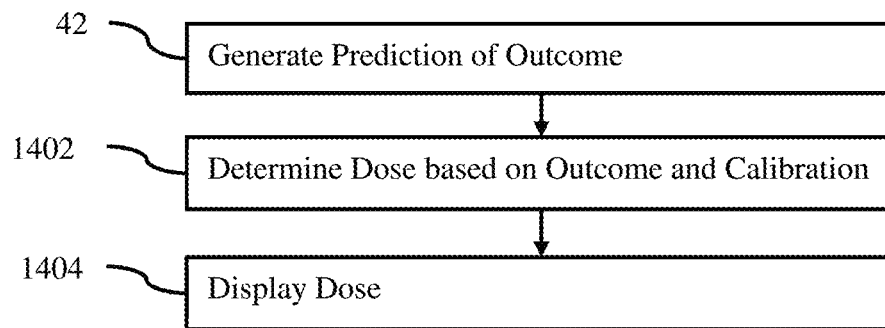 42
Generate Prediction of Outcome
1402
Determine Dose based on Outcome and Calibration
1404
Display Dose